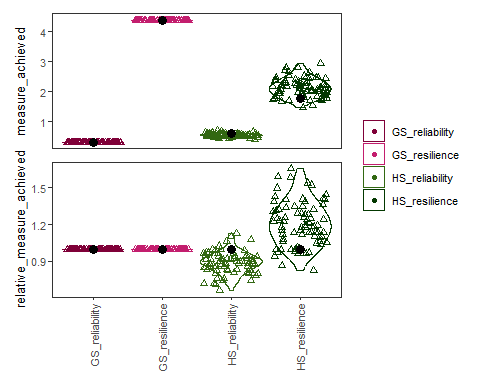 measure_achieved
4
3
2
1
relative_measure_achieved
1.5
1.2
0.9
GS_reliability
GS_resilience
HS_reliability
HS_resilience
GS_reliability
GS_resilience
HS_reliability
HS_resilience